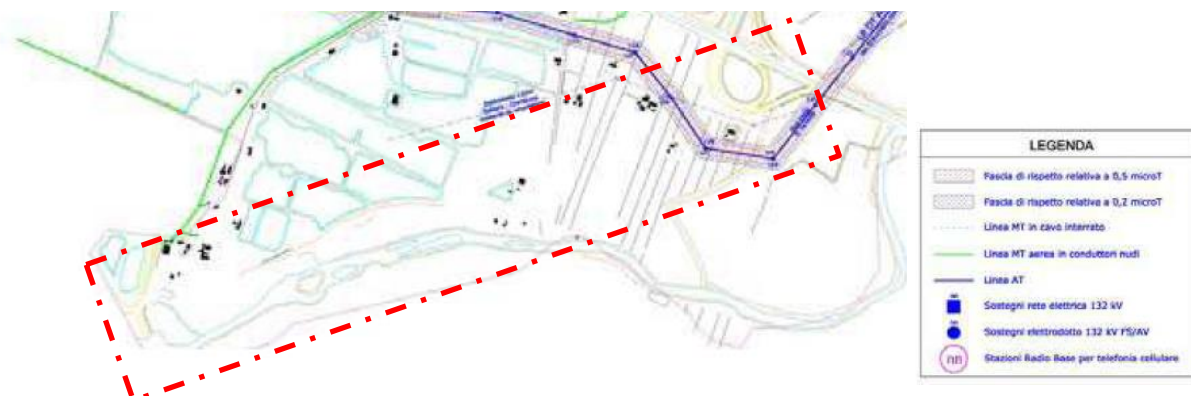 LEGENDA
Fascia di rispetto relativa a 0,5 microT
Fascia di rispetto relativa a 0,2 microT
Linea MT in cavo interrato
Linea MT aerea in conduttori nudi
Linea AT
Sostegni rete elettrica 132 kV
Sostegni elettrodotto 132 kV FS/AV
nn
Stazioni Radio Base per telefonia cellulare